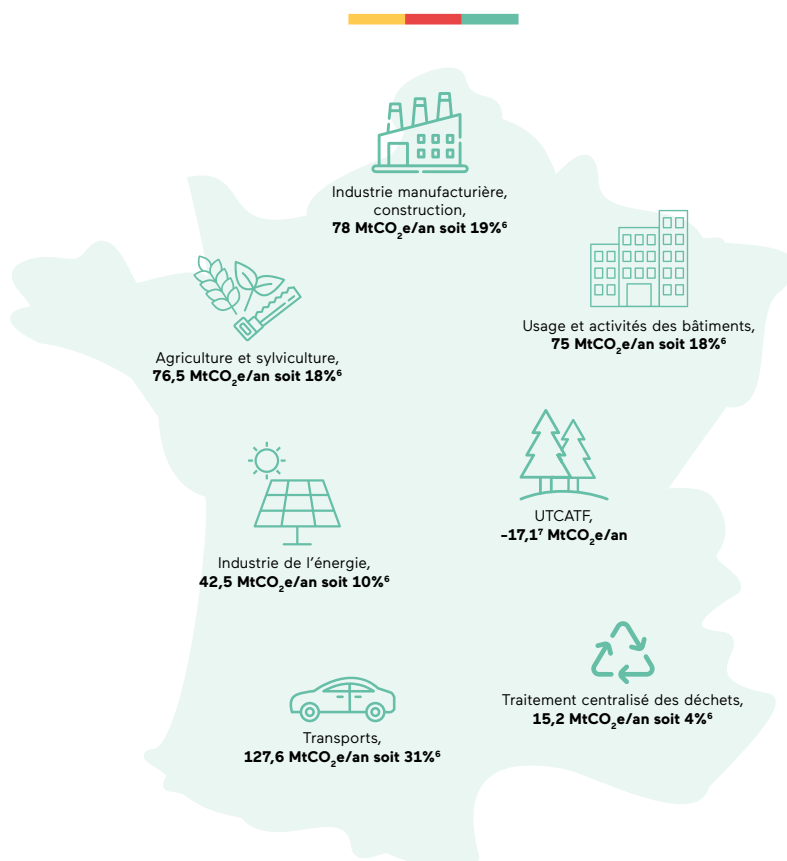 Industrie manufacturière,
construction,
78 MtCO₂e/an soit 19%⁶
Usage et activités des bâtiments,
75 MtCO₂e/an soit 18%⁶
Agriculture et sylviculture,
76,5 MtCO₂e/an soit 18%⁶
UTCATF,
-17,1⁷ MtCO₂e/an
Industrie de l'énergie,
42,5 MtCO₂e/an soit 10%⁶
Traitement centralisé des déchets,
15,2 MtCO₂e/an soit 4%⁶
Transports,
127,6 MtCO₂e/an soit 31%⁶